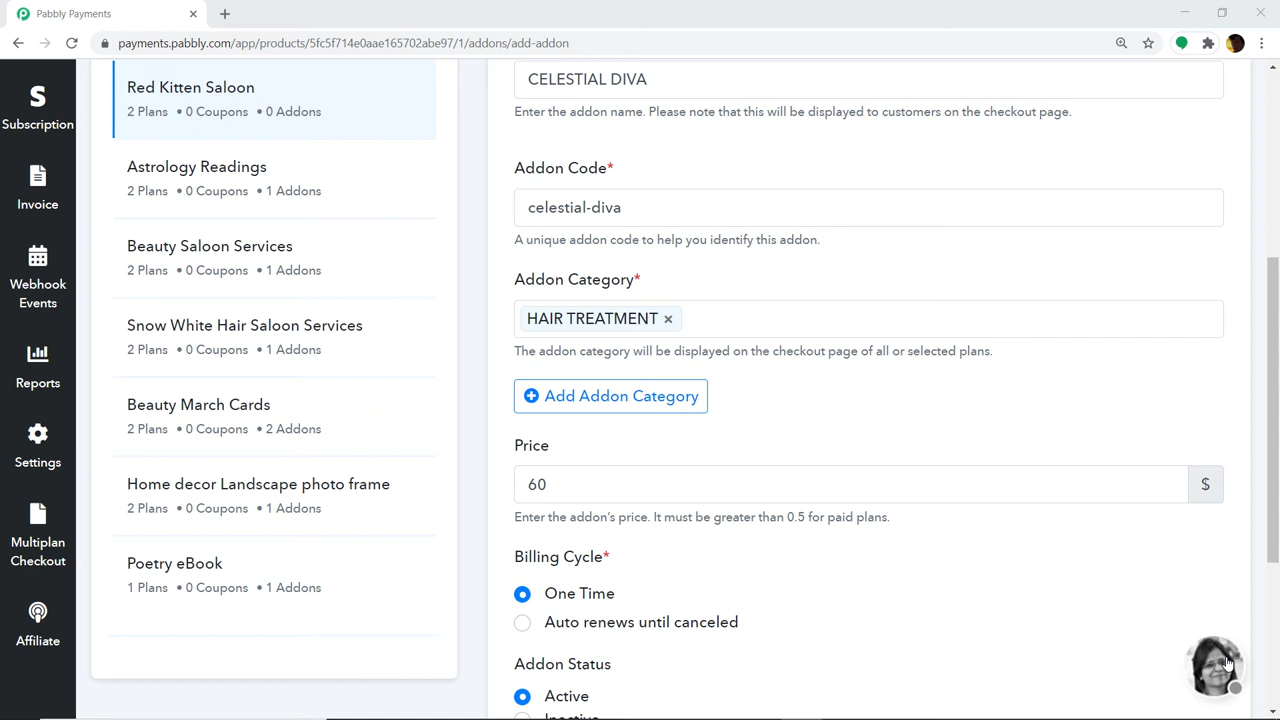 Pabbly Payments
payments.pabbly.com/app/products/5fc5f714e0aae165702abe97/1/addons/add-addon
S
Subscription
Invoice
Webhook
Events
Reports
Settings
Multiplan
Checkout
Affiliate
Red Kitten Saloon
2 Plans • 0 Coupons • 0 Addons
Astrology Readings
2 Plans • 0 Coupons • 1 Addons
Beauty Saloon Services
2 Plans • 0 Coupons • 1 Addons
Snow White Hair Saloon Services
2 Plans • 0 Coupons • 1 Addons
Beauty March Cards
2 Plans • 0 Coupons • 2 Addons
Home decor Landscape photo frame
2 Plans • 0 Coupons • 1 Addons
Poetry eBook
1 Plans • 0 Coupons • 1 Addons
CELESTIAL DIVA
Enter the addon name. Please note that this will be displayed to customers on the checkout page.
Addon Code*
celestial-diva
A unique addon code to help you identify this addon.
Addon Category*
HAIR TREATMENT ×
The addon category will be displayed on the checkout page of all or selected plans.
Add Addon Category
Price
60 $
Enter the addon's price. It must be greater than 0.5 for paid plans.
Billing Cycle*
One Time
Auto renews until canceled
Addon Status
Active
Inactive